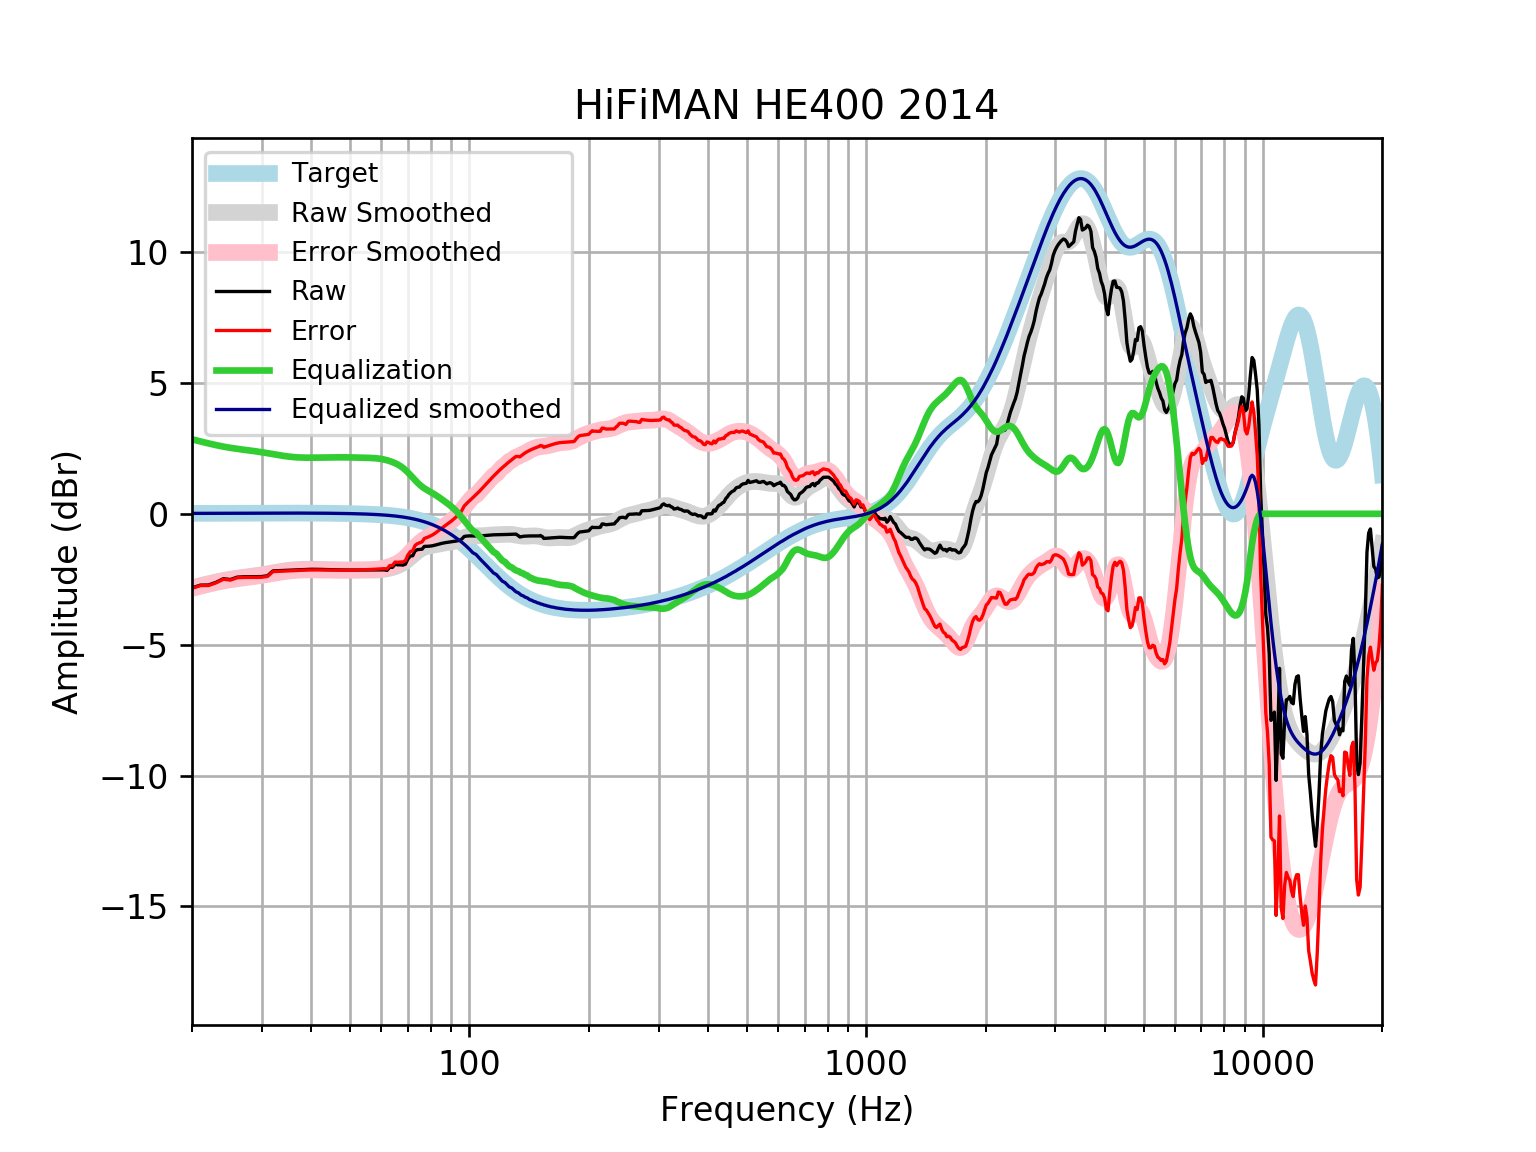 HiFiMAN HE400 2014
Target
Raw Smoothed
Error Smoothed
Raw
Error
Equalization
Equalized smoothed
10
5
0
−5
−10
−15
Amplitude (dBr)
100
1000
10000
Frequency (Hz)